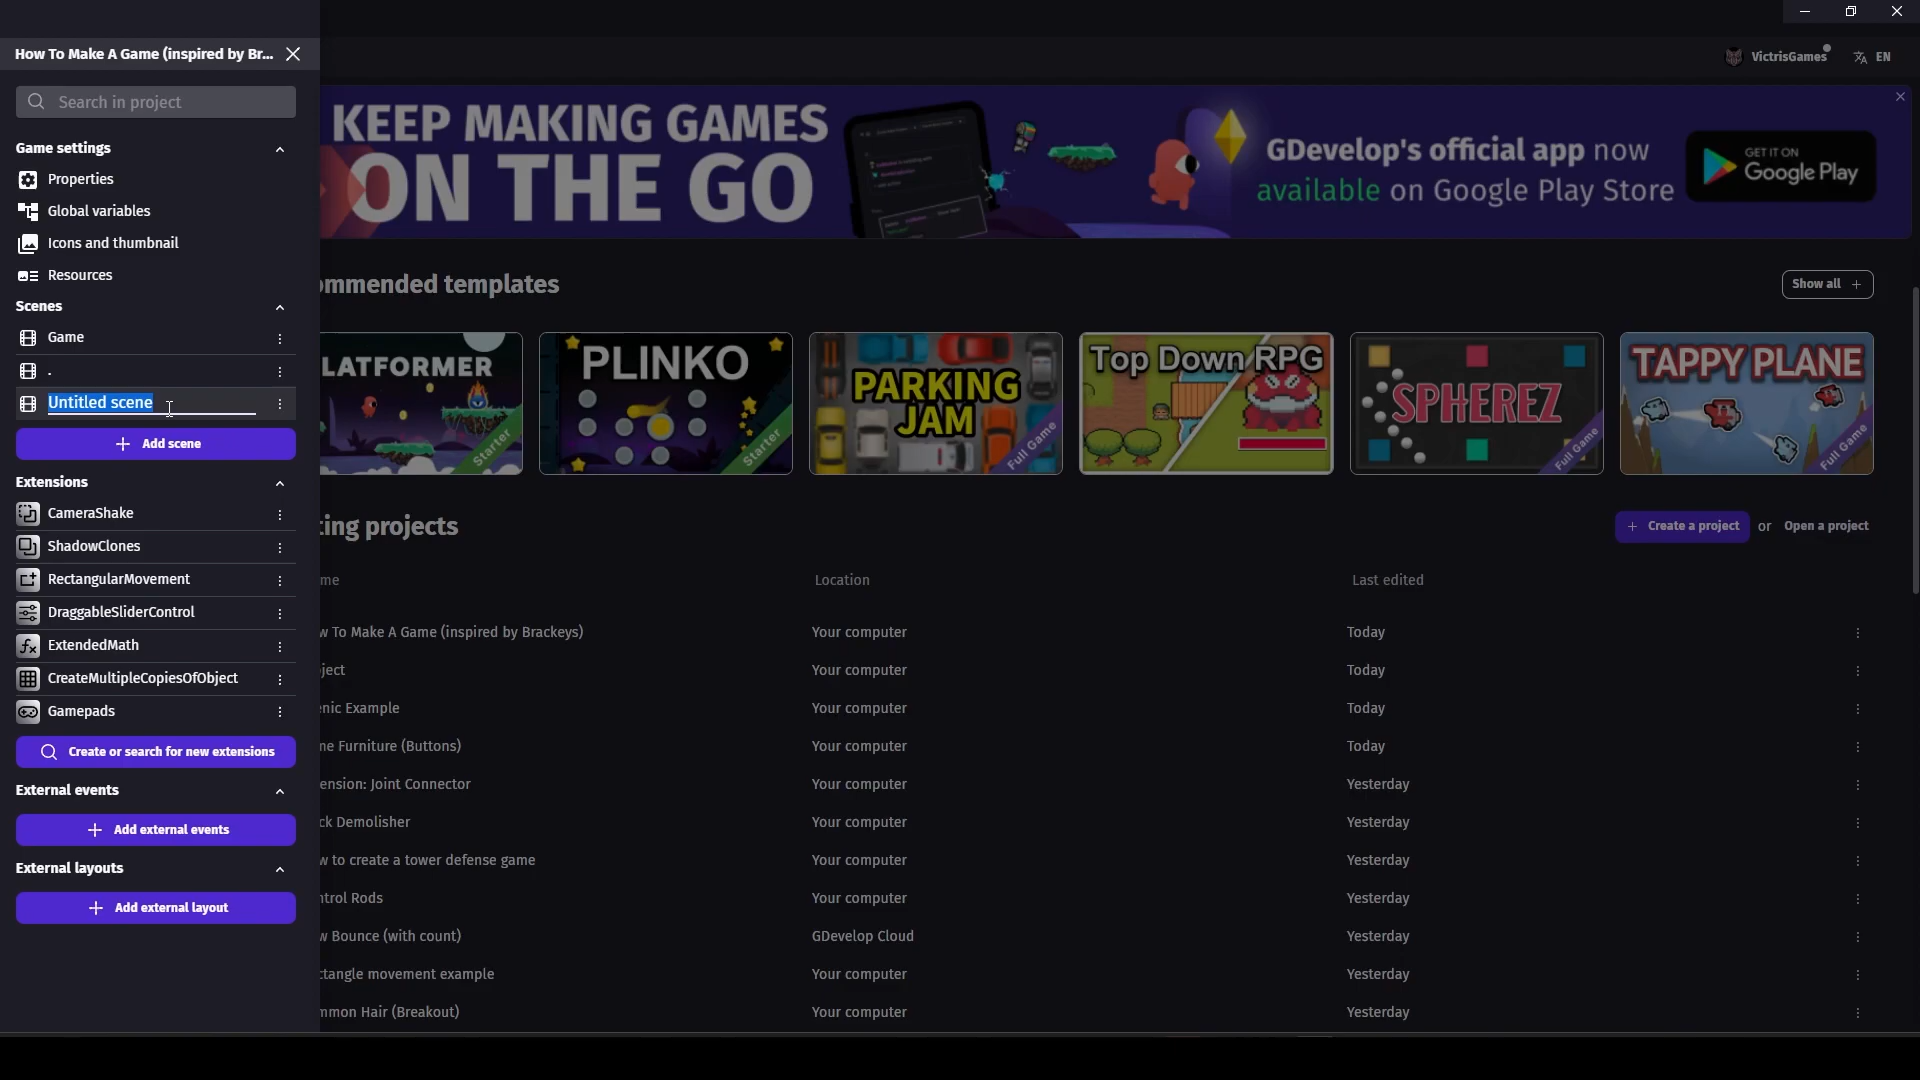 How To Make A Game (inspired by Br...
VictrisGames
EN
Search in project
Game settings
Properties
Global variables
Icons and thumbnail
Resources
Scenes
Game
.
Untitled scene
Add scene
Extensions
CameraShake
ShadowClones
RectangularMovement
DraggableSliderControl
ExtendedMath
CreateMultipleCopiesOfObject
Gamepads
Create or search for new extensions
External events
Add external events
External layouts
Add external layout
KEEP MAKING GAMES
ON THE GO
GDevelop's official app now
available on Google Play Store
GET IT ON
Google Play
ommended templates
Show all
LATFORMER
Starter
PLINKO
Starter
PARKING
JAM
Full Game
Top Down RPG
SPHEREZ
Full Game
TAPPY PLANE
Full Game
ting projects
Create a project or Open a project
me Location Last edited
w To Make A Game (inspired by Brackeys) Your computer Today
ject Your computer Today
enic Example Your computer Today
ne Furniture (Buttons) Your computer Today
ension: Joint Connector Your computer Yesterday
ck Demolisher Your computer Yesterday
w to create a tower defense game Your computer Yesterday
ntrol Rods Your computer Yesterday
w Bounce (with count) GDevelop Cloud Yesterday
ctangle movement example Your computer Yesterday
mmon Hair (Breakout) Your computer Yesterday